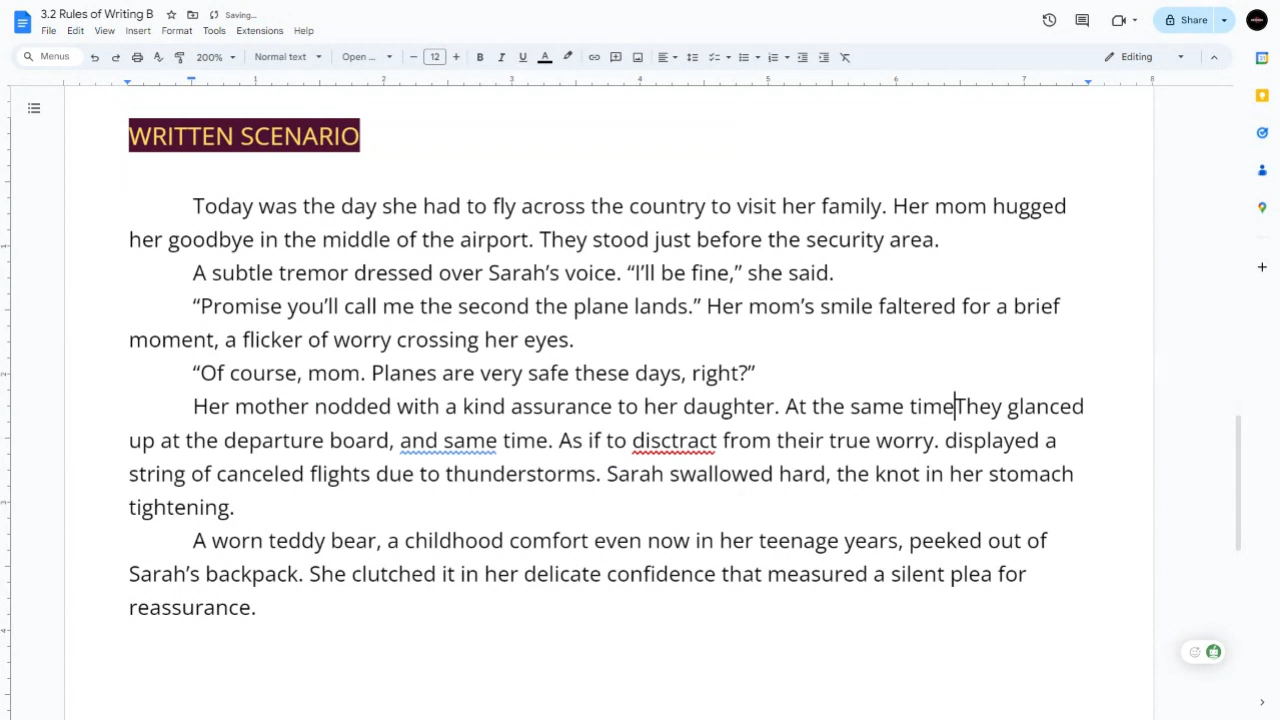 3.2 Rules of Writing B
Saving...
File Edit View Insert Format Tools Extensions Help
Share
Menus
200%
Normal text
Open ...
12
B I U A
Editing
1 2 3 4 5 6 7 8
WRITTEN SCENARIO
Today was the day she had to fly across the country to visit her family. Her mom hugged
her goodbye in the middle of the airport. They stood just before the security area.
A subtle tremor dressed over Sarah’s voice. “I’ll be fine,” she said.
“Promise you’ll call me the second the plane lands.” Her mom’s smile faltered for a brief
moment, a flicker of worry crossing her eyes.
“Of course, mom. Planes are very safe these days, right?”
Her mother nodded with a kind assurance to her daughter. At the same timeThey glanced
up at the departure board, and same time. As if to disctract from their true worry. displayed a
string of canceled flights due to thunderstorms. Sarah swallowed hard, the knot in her stomach
tightening.
A worn teddy bear, a childhood comfort even now in her teenage years, peeked out of
Sarah’s backpack. She clutched it in her delicate confidence that measured a silent plea for
reassurance.